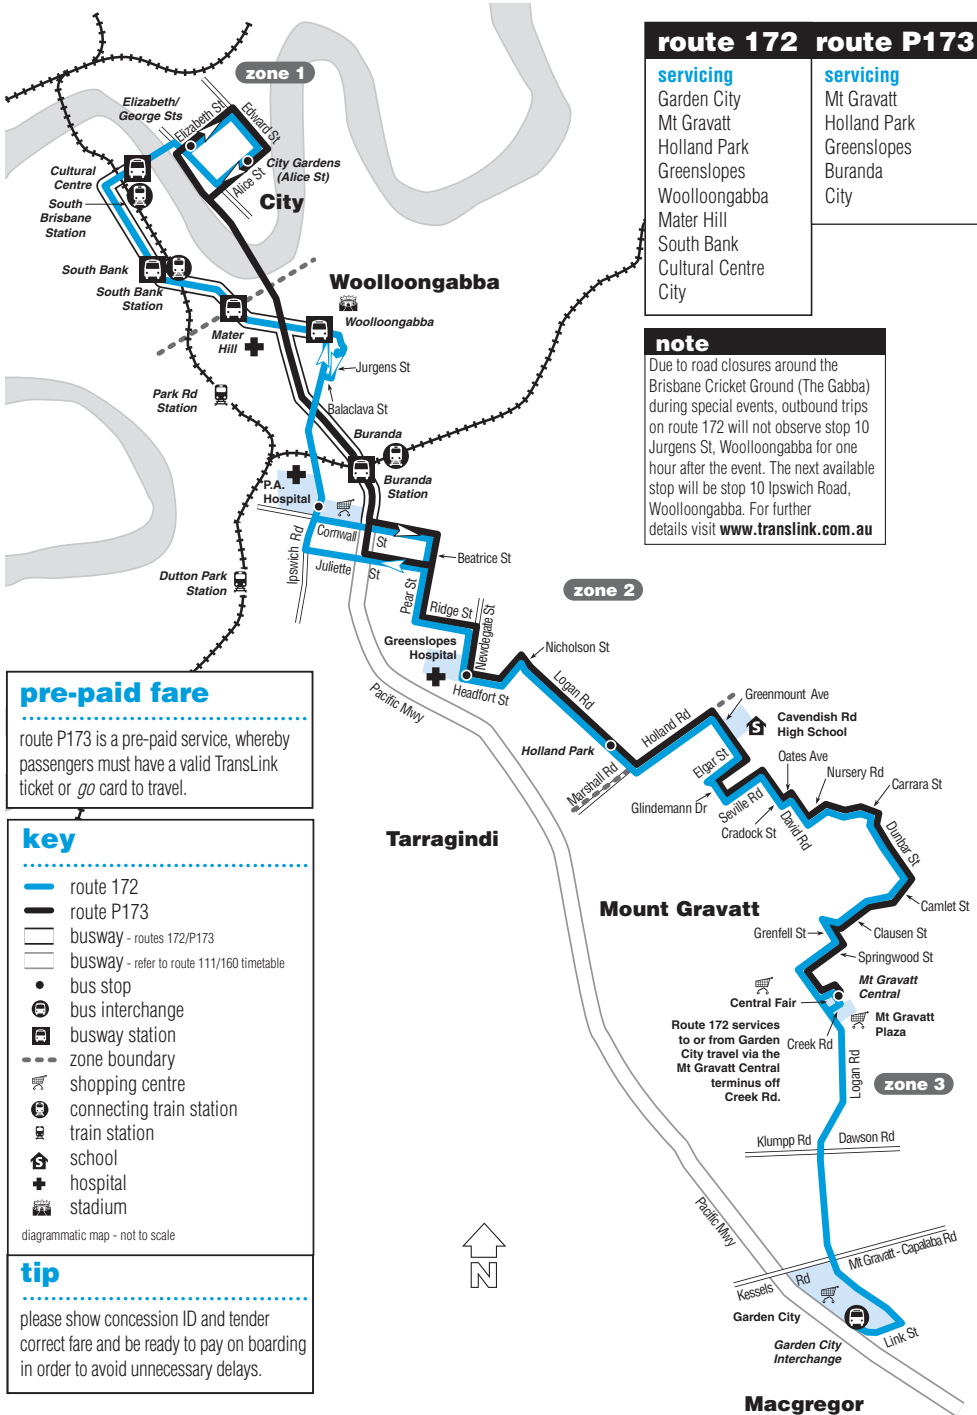 route 172
servicing
Garden City
Mt Gravatt
Holland Park
Greenslopes
Woolloongabba
Mater Hill
South Bank
Cultural Centre
City
route P173
servicing
Mt Gravatt
Holland Park
Greenslopes
Buranda
City
note
Due to road closures around the
Brisbane Cricket Ground (The Gabba)
during special events, outbound trips
on route 172 will not observe stop 10
Jurgens St, Woolloongabba for one
hour after the event. The next available
stop will be stop 10 Ipswich Road,
Woolloongabba. For further
details visit www.translink.com.au
zone 1
Elizabeth/
George Sts
Elizabeth St
Edward St
City Gardens
(Alice St)
Alice St
City
Cultural
Centre
South
Brisbane
Station
South Bank
South Bank
Station
Woolloongabba
Woolloongabba
Mater
Hill
Jurgens St
Balaclava St
Park Rd
Station
Buranda
Buranda
Station
P.A.
Hospital
Ipswich Rd
Cornwall
St
Juliette
St
Beatrice St
Dutton Park
Station
Pear St
Ridge St
Newdegate St
zone 2
Greenslopes
Hospital
Headfort St
Nicholson St
Pacific Mwy
Logan Rd
Holland Park
Holland Rd
Marshall Rd
Greenmount Ave
Cavendish Rd
High School
S
Elgar St
Glindemann Dr
Seville Rd
Oates Ave
Cradock St
David Rd
Nursery Rd
Carrara St
Dunbar St
Tarragindi
Mount Gravatt
Camlet St
Grenfell St
Clausen St
Springwood St
Mt Gravatt
Central
Central Fair
Mt Gravatt
Plaza
Route 172 services
to or from Garden
City travel via the
Mt Gravatt Central
terminus off
Creek Rd.
Creek Rd
Logan Rd
zone 3
Klumpp Rd
Dawson Rd
Pacific Mwy
Mt Gravatt - Capalaba Rd
Kessels
Rd
Garden City
Garden City
Interchange
Link St
Macgregor
N
pre-paid fare
route P173 is a pre-paid service, whereby
passengers must have a valid TransLink
ticket or go card to travel.
key
route 172
route P173
busway - routes 172/P173
busway - refer to route 111/160 timetable
bus stop
bus interchange
busway station
zone boundary
shopping centre
connecting train station
train station
S school
hospital
stadium
diagrammatic map - not to scale
tip
please show concession ID and tender
correct fare and be ready to pay on boarding
in order to avoid unnecessary delays.